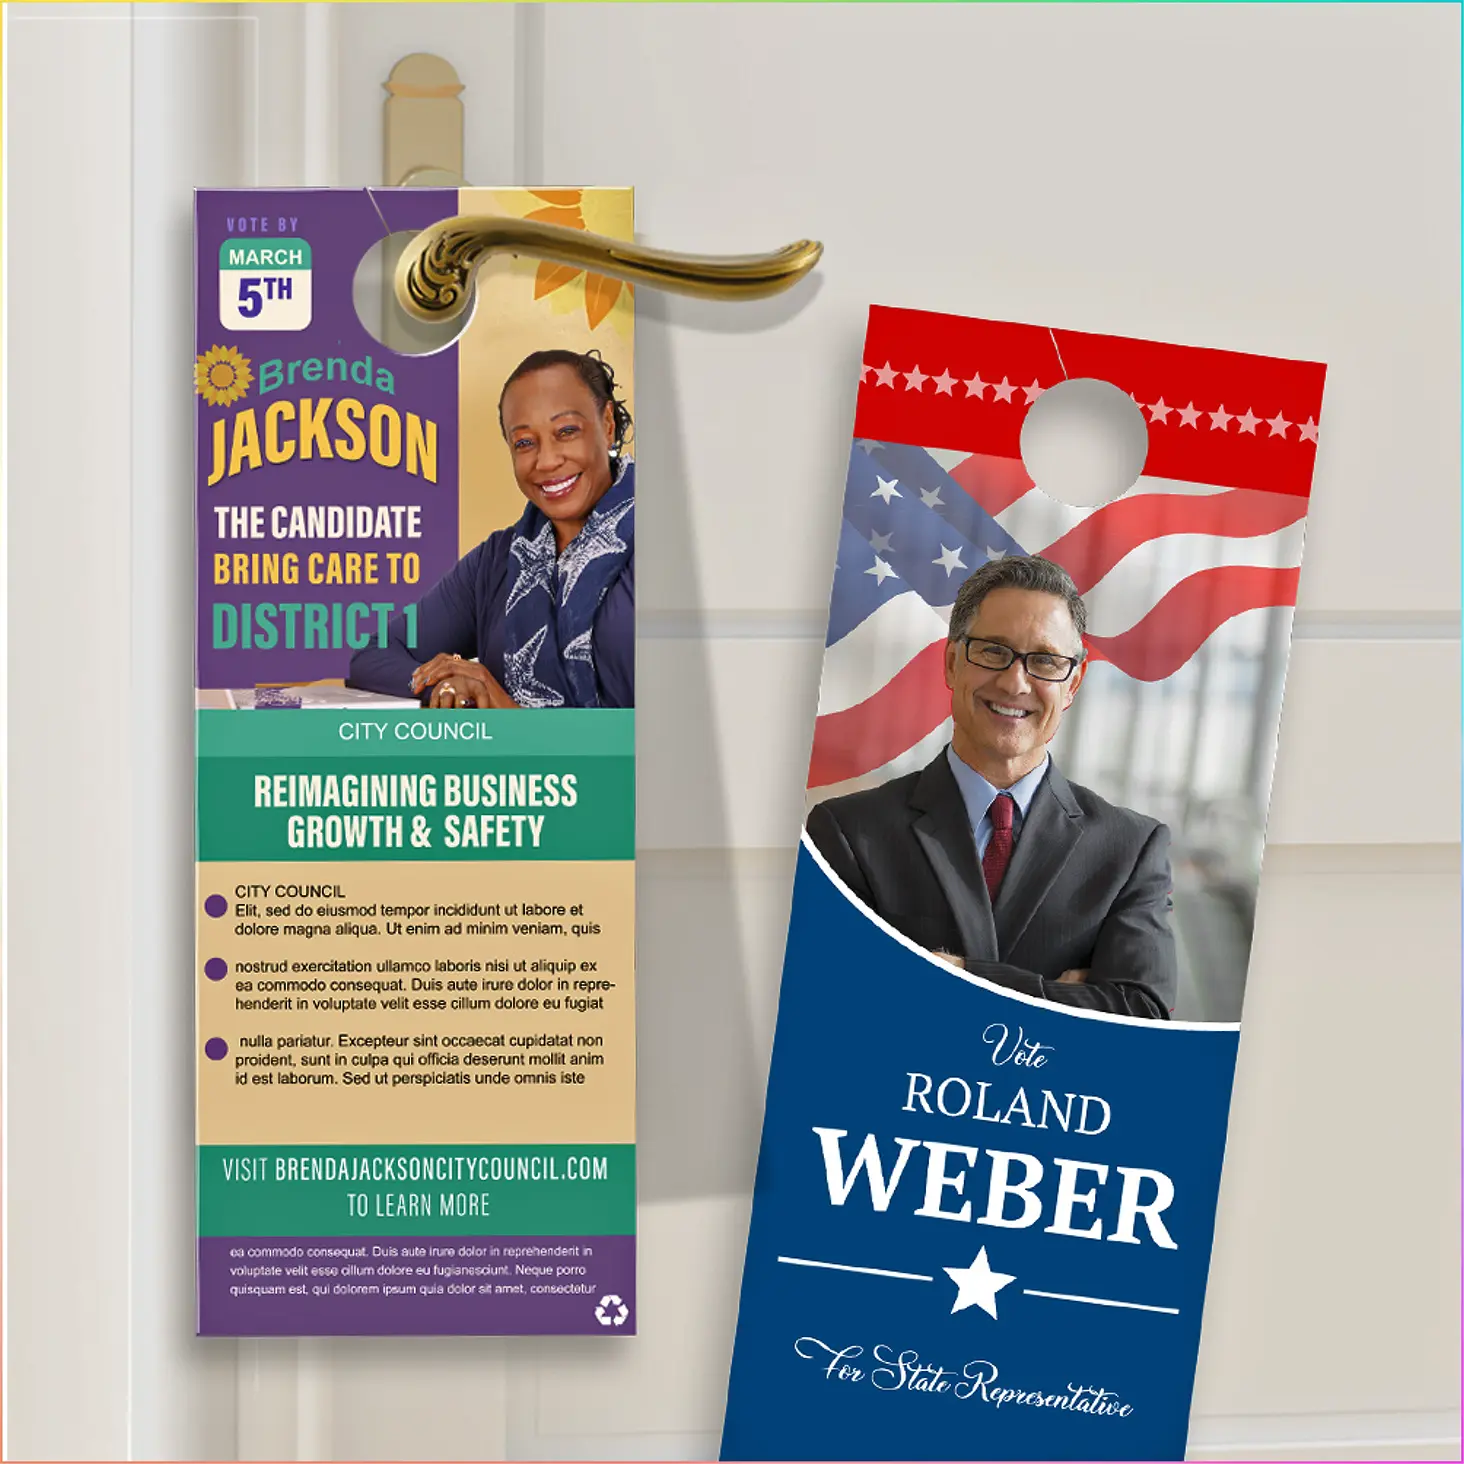 VOTE BY
MARCH
5TH
Brenda
JACKSON
THE CANDIDATE
BRING CARE TO
DISTRICT 1
CITY COUNCIL
REIMAGINING BUSINESS
GROWTH & SAFETY
CITY COUNCIL
Elit, sed do eiusmod tempor incididunt ut labore et
dolore magna aliqua. Ut enim ad minim veniam, quis
nostrud exercitation ullamco laboris nisi ut aliquip ex
ea commodo consequat. Duis aute irure dolor in repre-
henderit in voluptate velit esse cillum dolore eu fugiat
nulla pariatur. Excepteur sint occaecat cupidatat non
proident, sunt in culpa qui officia deserunt mollit anim
id est laborum. Sed ut perspiciatis unde omnis iste
VISIT BRENDAJACKSONCITYCOUNCIL.COM
TO LEARN MORE
ea commodo consequat. Duis aute irure dolor in reprehenderit in
voluptate velit esse cillum dolore eu fugianesciunt. Neque porro
quisquam est, qui dolorem ipsum quia dolor sit amet, consectetur
Vote
ROLAND
WEBER
For State Representative